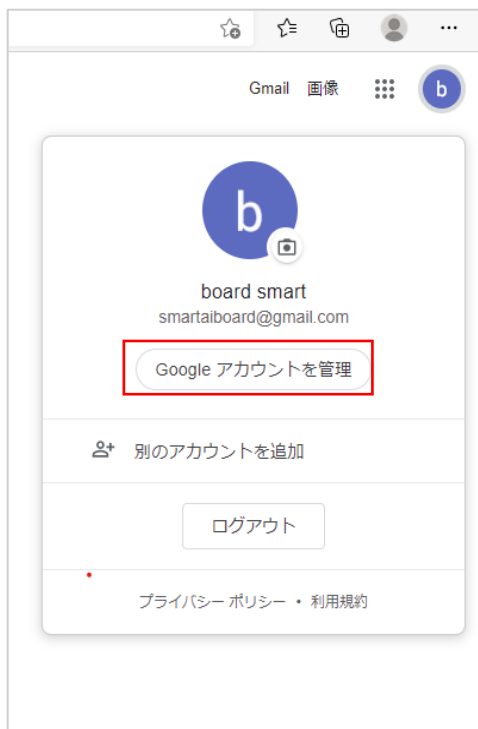 Gmail 画像
b
b
board smart
smartaiboard@gmail.com
Google アカウントを管理
別のアカウントを追加
ログアウト
プライバシー ポリシー • 利用規約